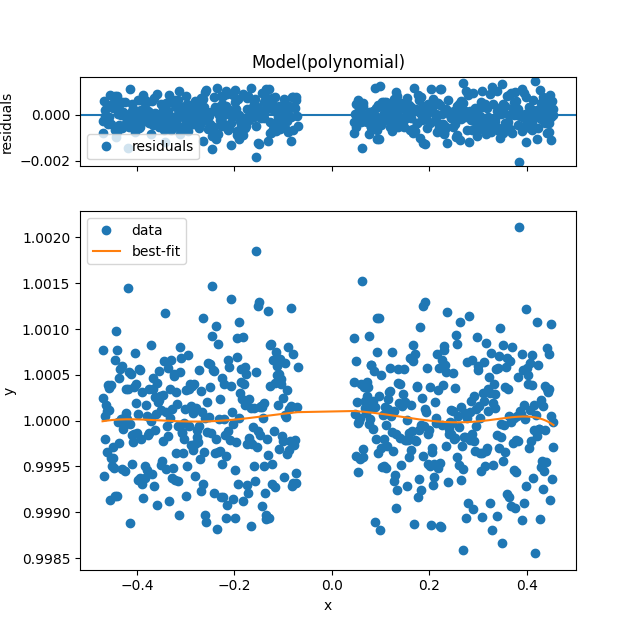 Model(polynomial)
residuals
0.000
−0.002
residuals
data
best-fit
y
1.0020
1.0015
1.0010
1.0005
1.0000
0.9995
0.9990
0.9985
−0.4
−0.2
0.0
0.2
0.4
x